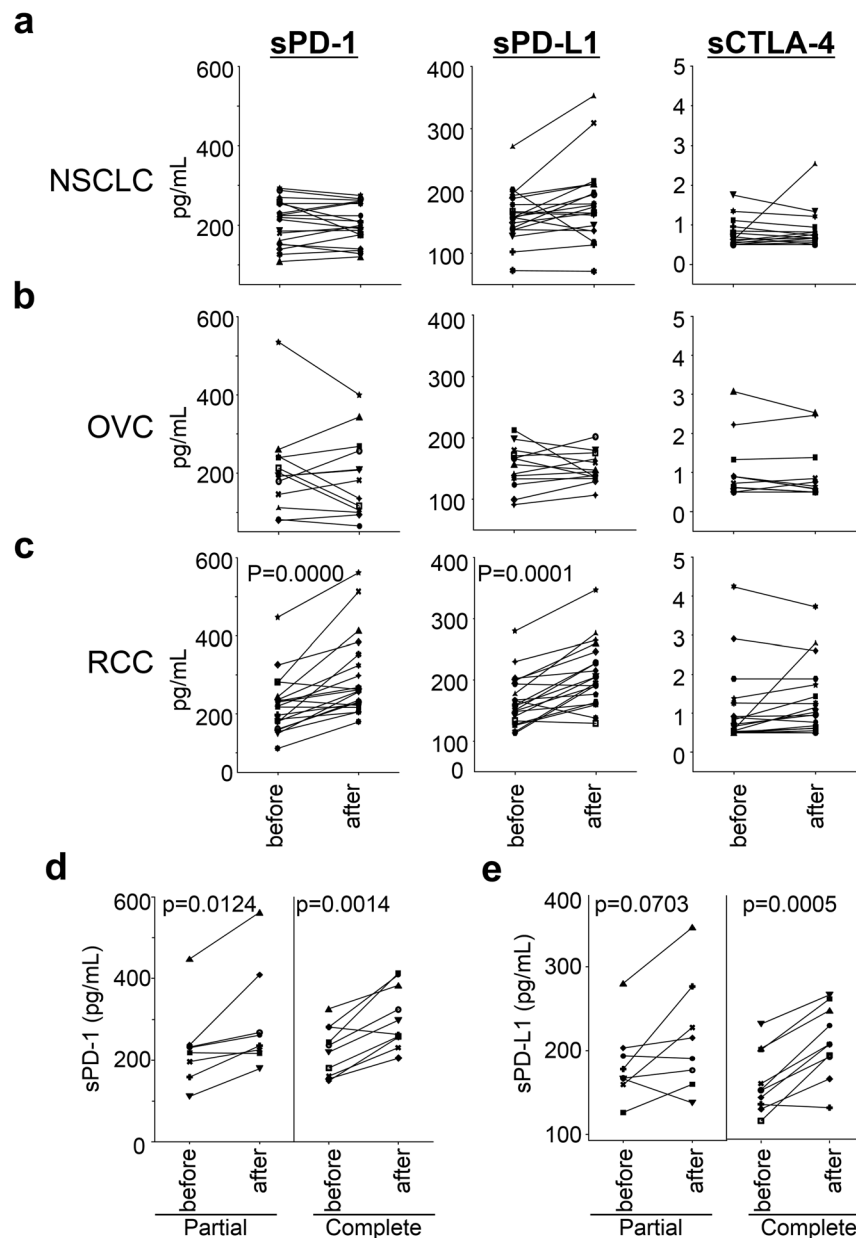 a
sPD-1 sPD-L1 sCTLA-4
NSCLC
pg/mL
600
400
200
0
400
300
200
100
0
5
4
3
2
1
0
b
OVC
pg/mL
600
400
200
0
400
300
200
100
0
5
4
3
2
1
0
c
RCC
pg/mL
P=0.0000
600
400
200
0
P=0.0001
400
300
200
100
0
5
4
3
2
1
0
before after before after before after
d
sPD-1 (pg/mL)
600
400
200
0
p=0.0124 p=0.0014
before after before after
Partial Complete
e
sPD-L1 (pg/mL)
400
300
200
100
p=0.0703 p=0.0005
before after before after
Partial Complete